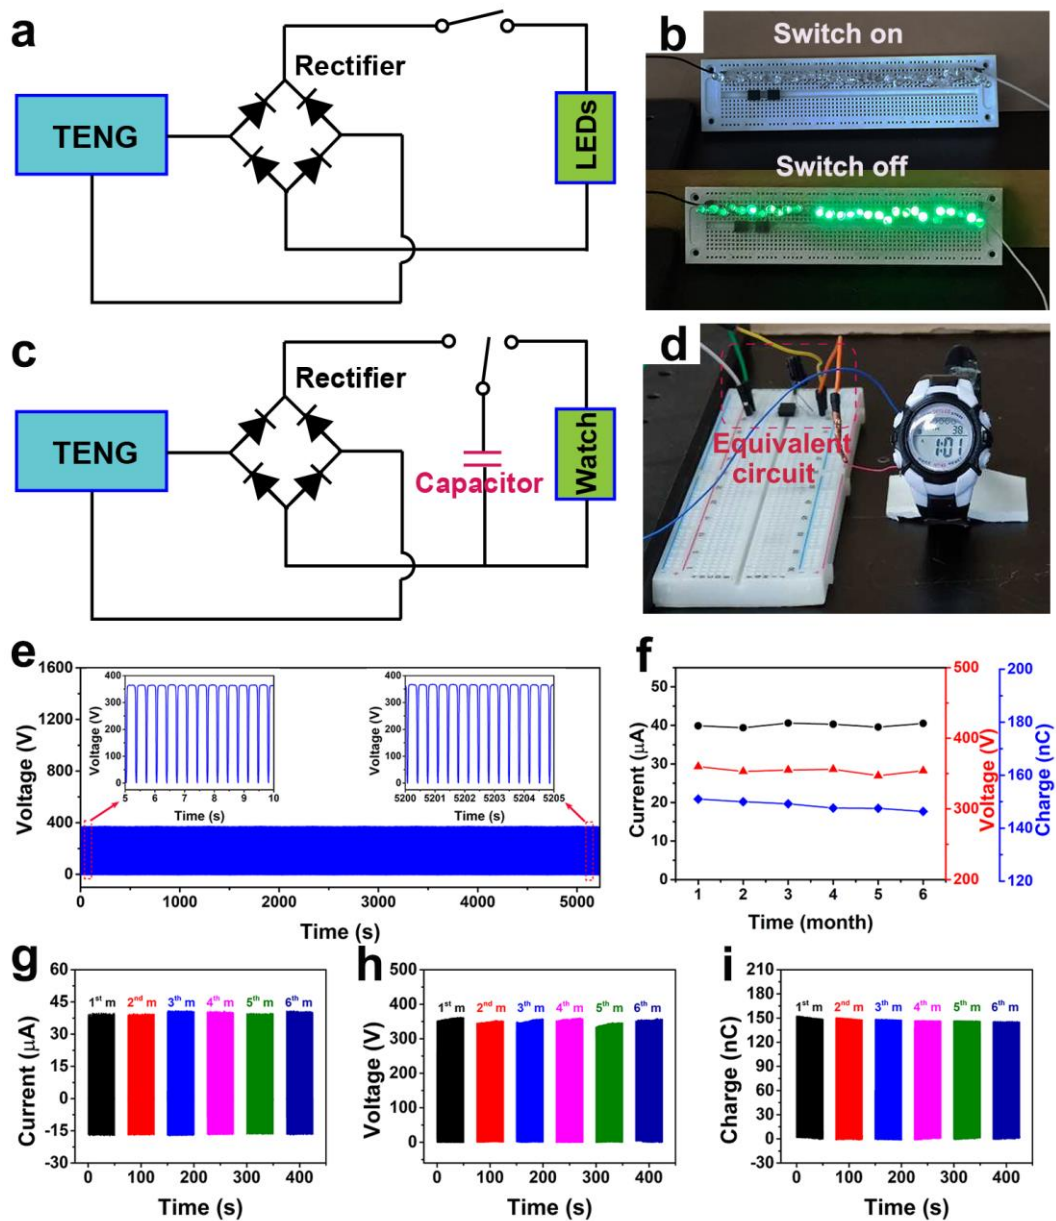 a
Rectifier
TENG
LEDs
b
Switch on
Switch off
c
Rectifier
TENG
Capacitor
Watch
d
Equivalent
circuit
38
1:01
e
Voltage (V)
1600
1200
800
400
0
0 1000 2000 3000 4000 5000
Time (s)
Voltage (V)
400
300
200
100
0
5 6 7 8 9 10
Time (s)
Voltage (V)
400
300
200
100
0
5200 5201 5202 5203 5204 5205
Time (s)
f
Current (μA)
50
40
30
20
10
0
1 2 3 4 5 6
Time (month)
500
400
300
200
Voltage (V)
200
180
160
140
120
Charge (nC)
g
Current (μA)
60
45
30
15
0
-15
-30
1st m 2nd m 3th m 4th m 5th m 6th m
0 100 200 300 400
Time (s)
h
Voltage (V)
500
400
300
200
100
0
1st m 2nd m 3th m 4th m 5th m 6th m
0 100 200 300 400
Time (s)
i
Charge (nC)
210
180
150
120
90
60
30
0
-30
1st m 2nd m 3th m 4th m 5th m 6th m
0 100 200 300 400
Time (s)